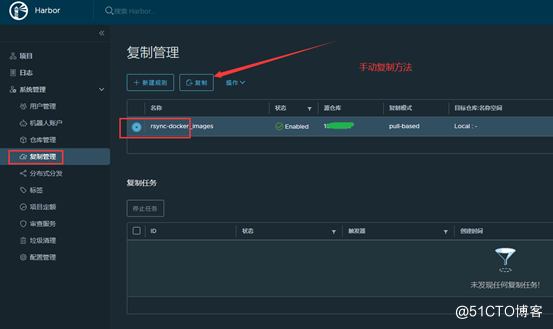 Harbor
搜索 Harbor...
«
项目
日志
系统管理
用户管理
机器人账户
仓库管理
复制管理
分布式分发
标签
项目定额
审查服务
垃圾清理
配置管理
复制管理
手动复制方法
+ 新建规则
复制
操作
名称
状态
源仓库
复制模式
目标仓库:名称空间
rsync-docker_images
Enabled
pull-based
Local : -
复制任务
停止任务
ID
状态
触发器
创建时间
未发现任何复制任务!
@51CTO博客